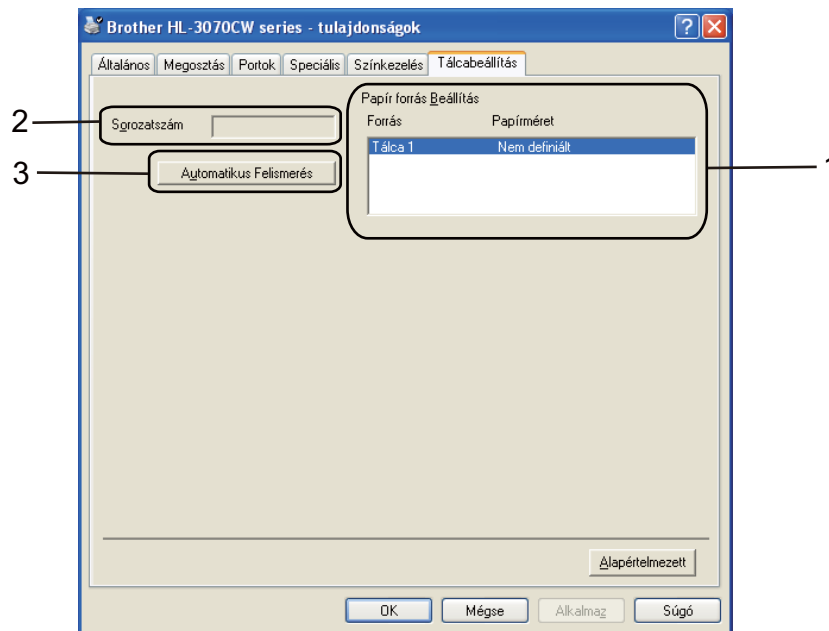 Brother HL-3070CW series - tulajdonságok
Általános Megosztás Portok Speciális Színkezelés Tálcabeállítás
Papír forrás Beállítás
2 Sorozatszám Forrás Papírméret
Tálca 1 Nem definiált
3 Automatikus Felismerés
Alapértelmezett
OK Mégse Alkalmaz Súgó